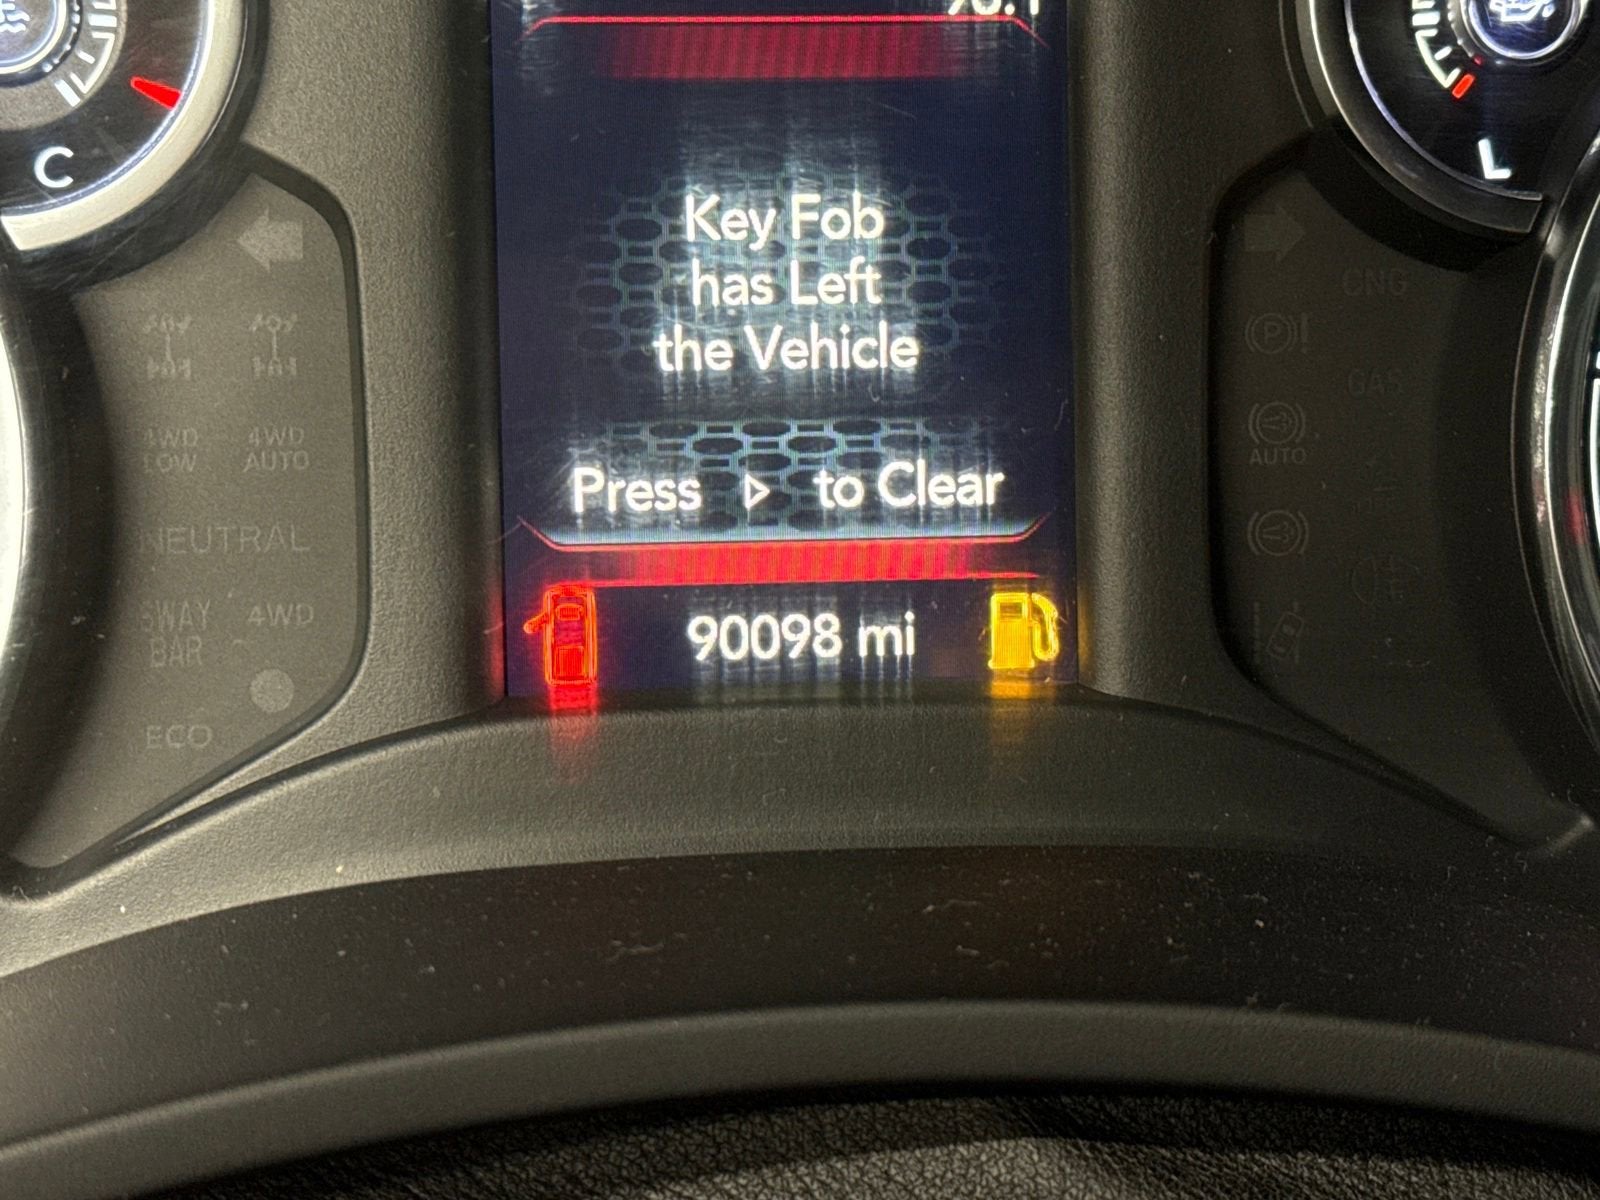 C
L
Key Fob
has Left
the Vehicle
Press ▷ to Clear
90098 mi
4WD
LOW
4WD
AUTO
NEUTRAL
SWAY
BAR
4WD
ECO
CNG
P !
GAS
AUTO